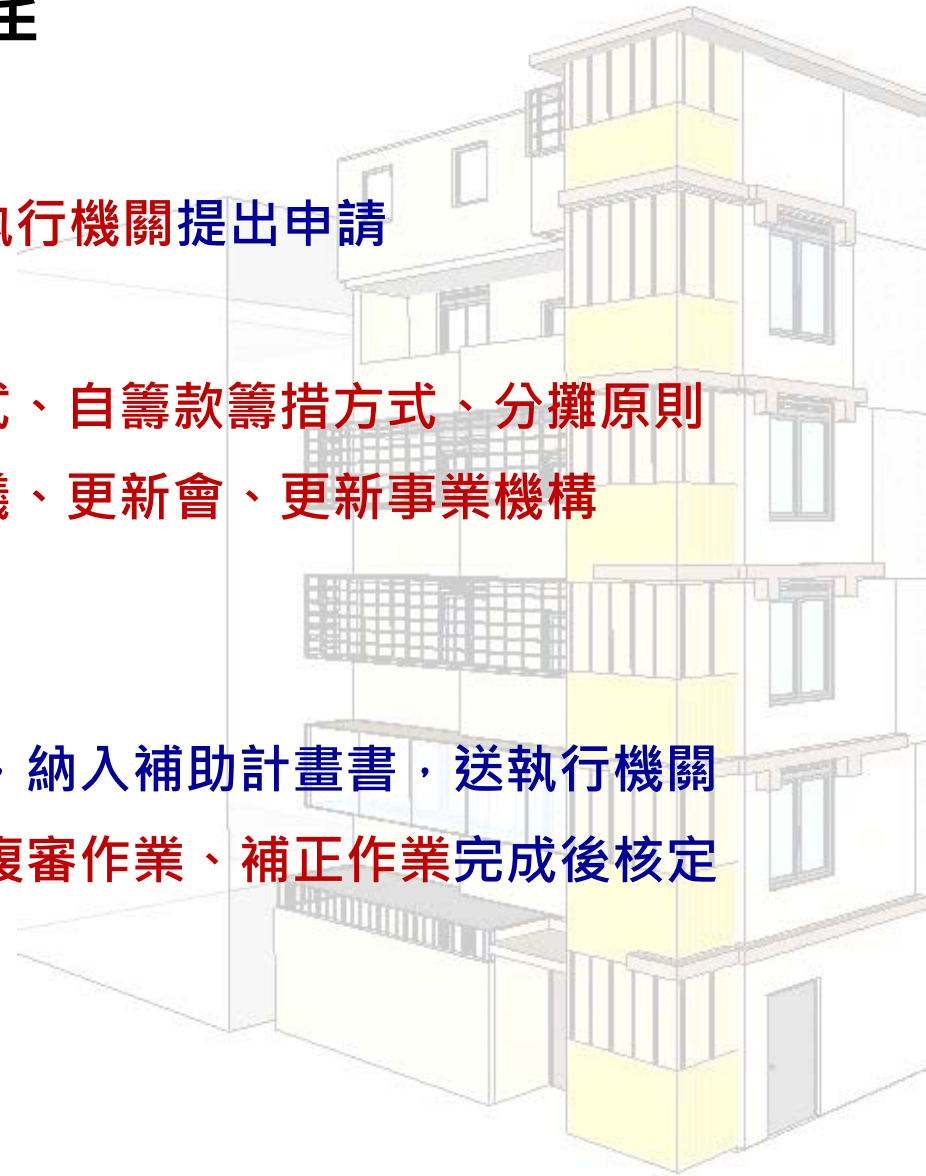 執行機關提出申請
式、自籌款籌措方式、分攤原則
議、更新會、更新事業機構
，納入補助計畫書，送執行機關
複審作業、補正作業完成後核定